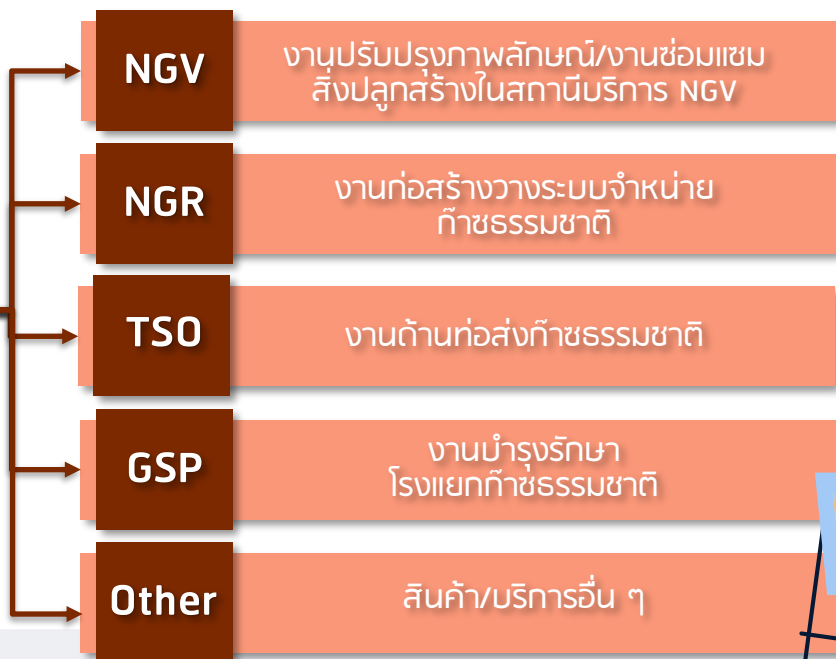 NGV
งานปรับปรุงภาพลักษณ์/งานซ่อมแซม
สิ่งปลูกสร้างในสถานีบริการ NGV
NGR
งานก่อสร้างวางระบบจำหน่าย
ก๊าซธรรมชาติ
TSO
งานด้านท่อส่งก๊าซธรรมชาติ
GSP
งานบำรุงรักษา
โรงแยกก๊าซธรรมชาติ
Other
สินค้า/บริการอื่น ๆ